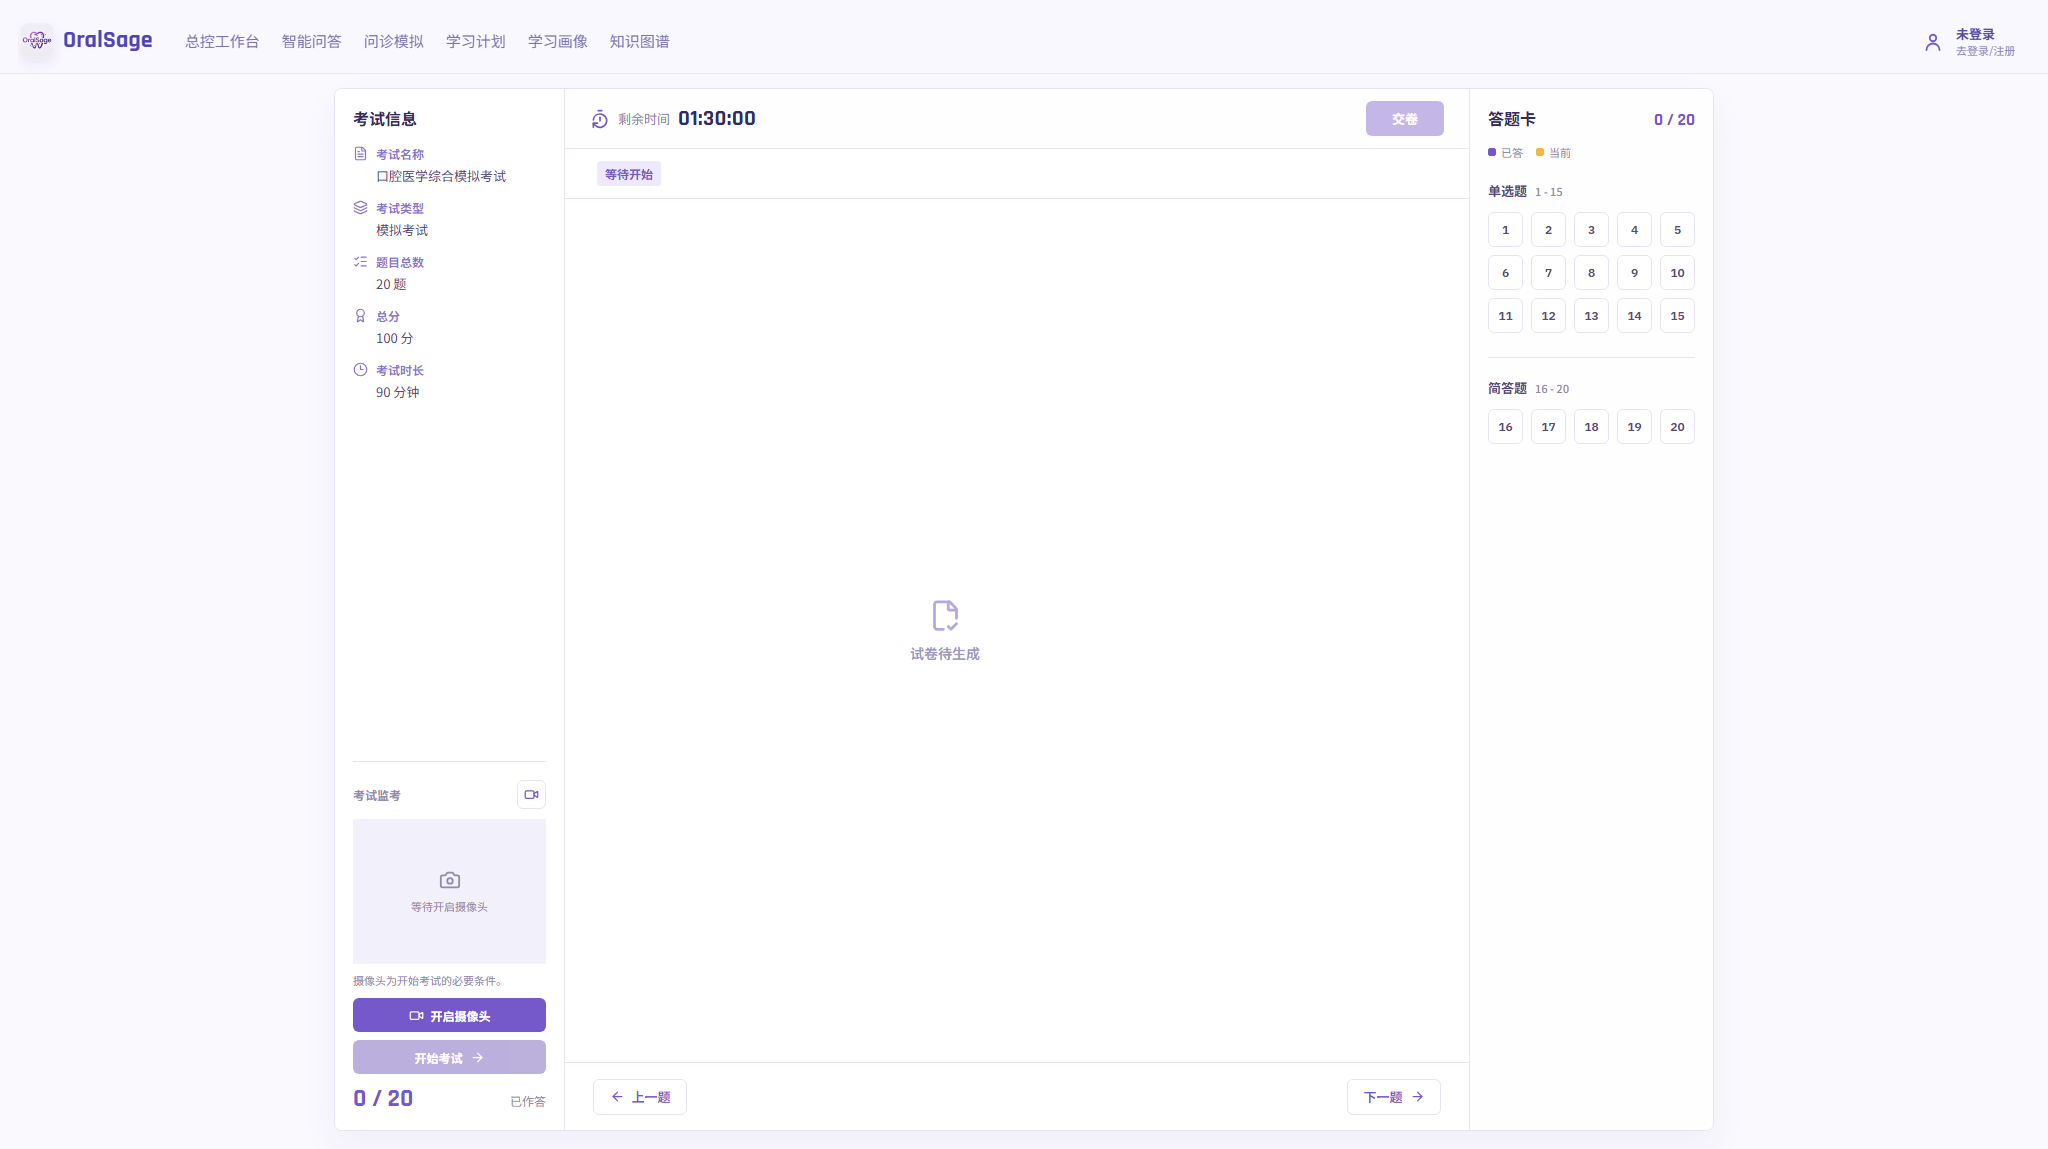 OralSage
OralSage
总控工作台
智能问答
问诊模拟
学习计划
学习画像
知识图谱
未登录
去登录/注册
考试信息
考试名称
口腔医学综合模拟考试
考试类型
模拟考试
题目总数
20 题
总分
100 分
考试时长
90 分钟
考试监考
等待开启摄像头
摄像头为开始考试的必要条件。
开启摄像头
开始考试
0 / 20
已作答
剩余时间 01:30:00
交卷
等待开始
试卷待生成
上一题
下一题
答题卡
0 / 20
已答
当前
单选题 1 - 15
1 2 3 4 5
6 7 8 9 10
11 12 13 14 15
简答题 16 - 20
16 17 18 19 20